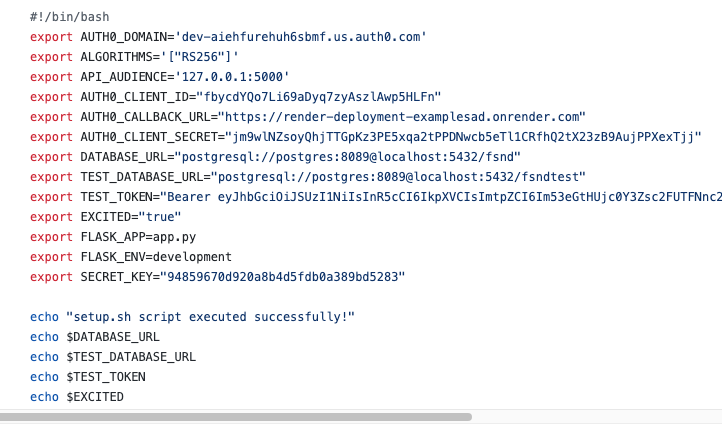 #!/bin/bash
export AUTH0_DOMAIN='dev-aiehfurehuh6sbmf.us.auth0.com'
export ALGORITHMS='["RS256"]'
export API_AUDIENCE='127.0.0.1:5000'
export AUTH0_CLIENT_ID="fbycdYQo7Li69aDyq7zyAszlAwp5HLFn"
export AUTH0_CALLBACK_URL="https://render-deployment-examplesad.onrender.com"
export AUTH0_CLIENT_SECRET="jm9wlNZsoyQhjTTGpKz3PE5xqa2tPPDNwcb5eTl1CRfhQ2tX23zB9AujPPXexTjj"
export DATABASE_URL="postgresql://postgres:8089@localhost:5432/fsnd"
export TEST_DATABASE_URL="postgresql://postgres:8089@localhost:5432/fsndtest"
export TEST_TOKEN="Bearer eyJhbGciOiJSUzI1NiIsInR5cCI6IkpXVCIsImtpZCI6Im53eGtHUjc0Y3Zsc2FUTFNnc2
export EXCITED="true"
export FLASK_APP=app.py
export FLASK_ENV=development
export SECRET_KEY="94859670d920a8b4d5fdb0a389bd5283"
echo "setup.sh script executed successfully!"
echo $DATABASE_URL
echo $TEST_DATABASE_URL
echo $TEST_TOKEN
echo $EXCITED